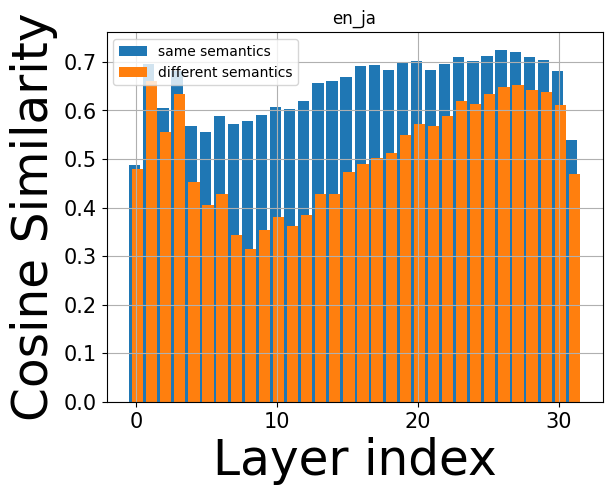 en_ja
same semantics
different semantics
Cosine Similarity
0.7
0.6
0.5
0.4
0.3
0.2
0.1
0.0
0 10 20 30
Layer index